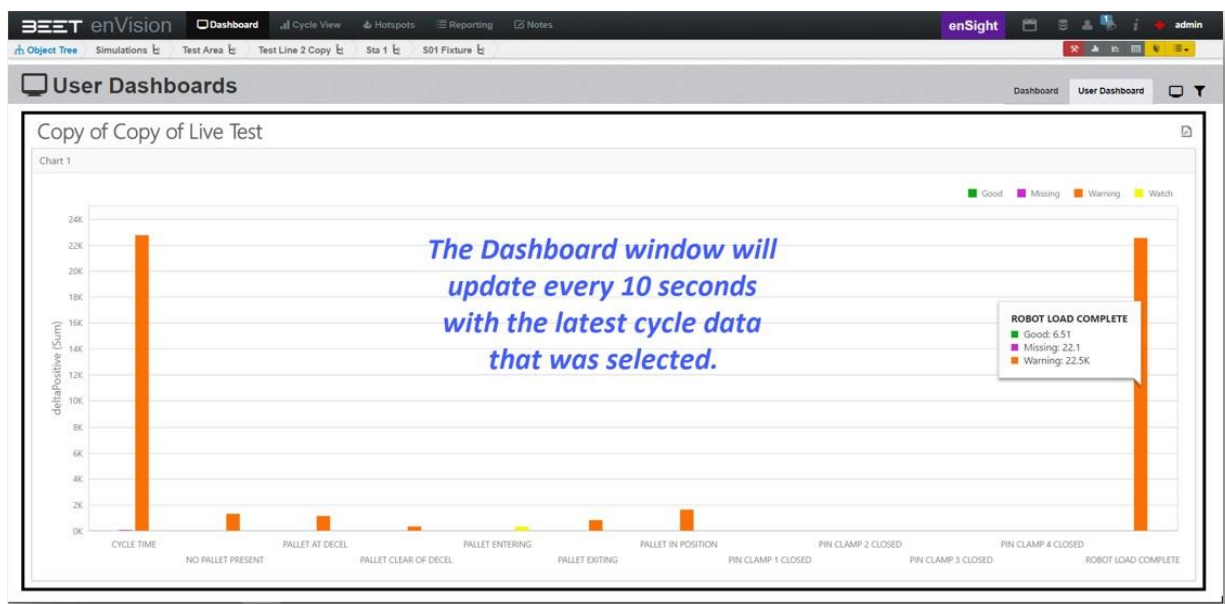 BEET enVision Dashboard Cycle View Hotspots Reporting Notes enSight 1 i admin
Object Tree Simulations Test Area Test Line 2 Copy Sta 1 S01 Fixture
User Dashboards Dashboard User Dashboard
Copy of Copy of Live Test
Chart 1
Good Missing Warning Watch
24K
22K
20K
18K
16K
14K
12K
10K
8K
6K
4K
2K
0K
deltaPositive (Sum)
The Dashboard window will
update every 10 seconds
with the latest cycle data
that was selected.
ROBOT LOAD COMPLETE
Good: 6.51
Missing: 22.1
Warning: 22.5K
CYCLE TIME PALLET AT DECEL PALLET ENTERING PALLET IN POSITION PIN CLAMP 2 CLOSED PIN CLAMP 4 CLOSED
NO PALLET PRESENT PALLET CLEAR OF DECEL PALLET EXITING PIN CLAMP 1 CLOSED PIN CLAMP 3 CLOSED ROBOT LOAD COMPLETE